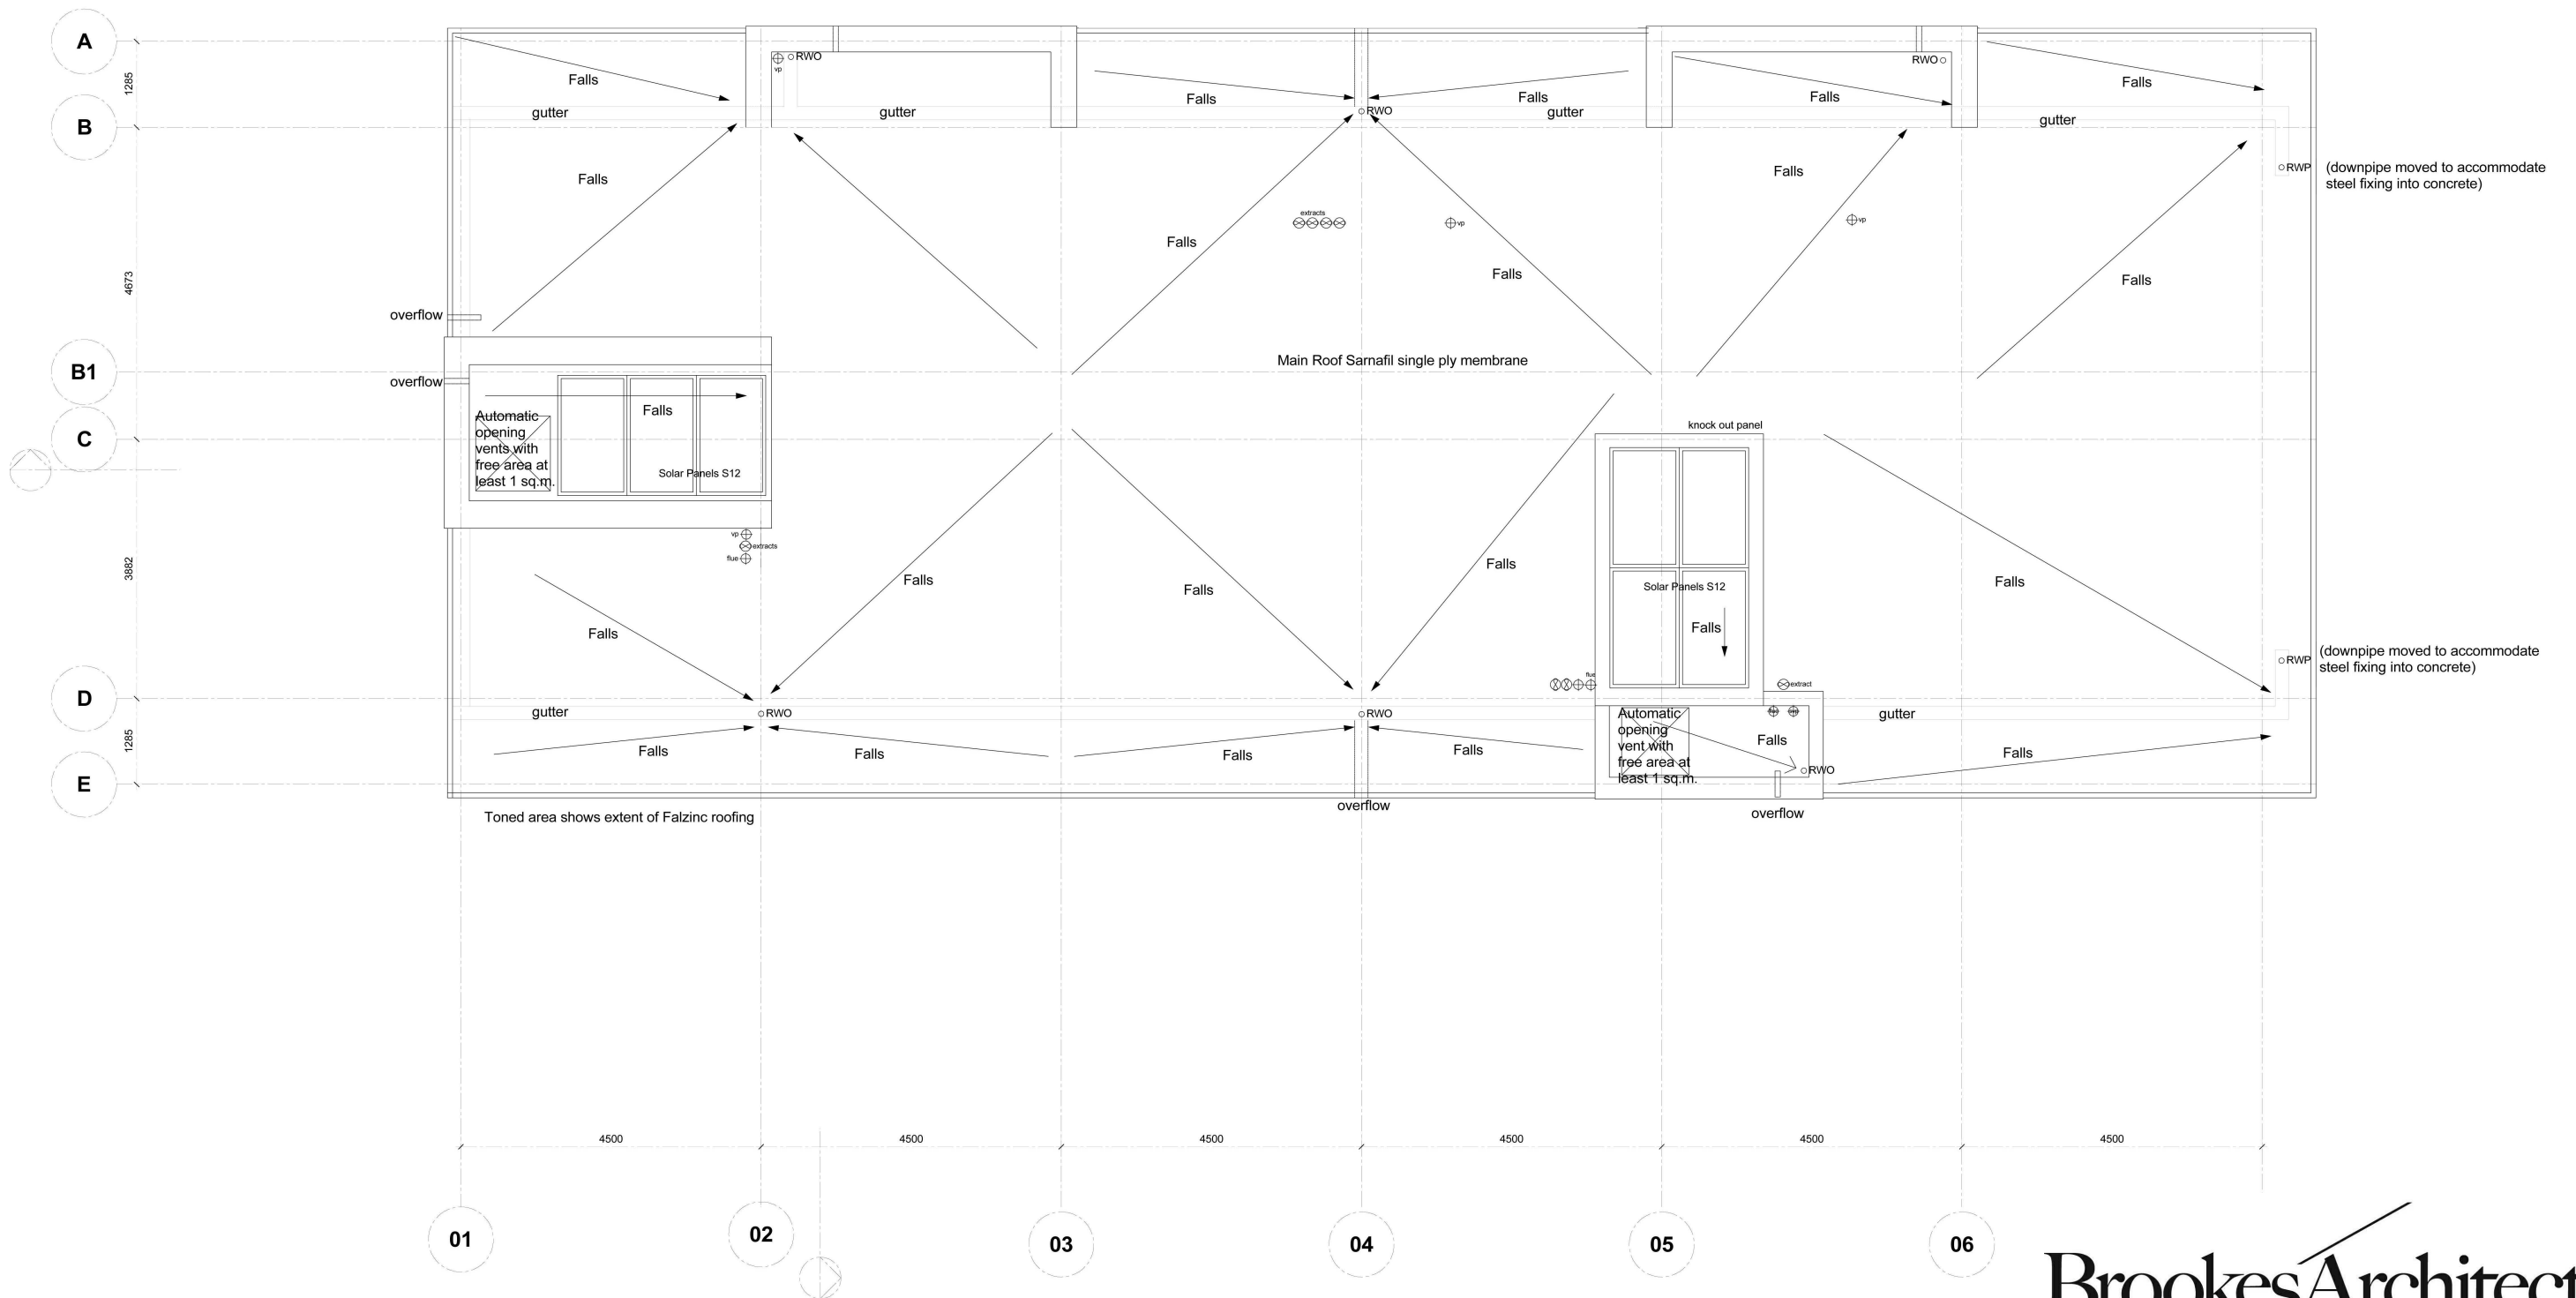 A
1285
B
4673
B1
C
3882
D
1285
E
Falls
gutter
vp
RWO
gutter
Falls
Falls
RWO
gutter
Falls
RWO
Falls
gutter
RWP
(downpipe moved to accommodate
steel fixing into concrete)
Falls
Falls
extracts
vp
Falls
Falls
vp
Falls
overflow
Main Roof Sarnafil single ply membrane
overflow
Falls
Automatic
opening
vents with
free area at
least 1 sq.m.
Solar Panels S12
knock out panel
vp
extracts
flue
Falls
Falls
Falls
Falls
Solar Panels S12
Falls
Falls
(downpipe moved to accommodate
steel fixing into concrete)
RWP
flue
extract
gutter
RWO
RWO
gutter
Automatic
opening
vent with
free area at
least 1 sq.m.
Falls
RWO
Falls
Falls
Falls
Falls
Falls
overflow
overflow
Toned area shows extent of Falzinc roofing
4500
4500
4500
4500
4500
4500
01
02
03
04
05
06
Brookes Architect